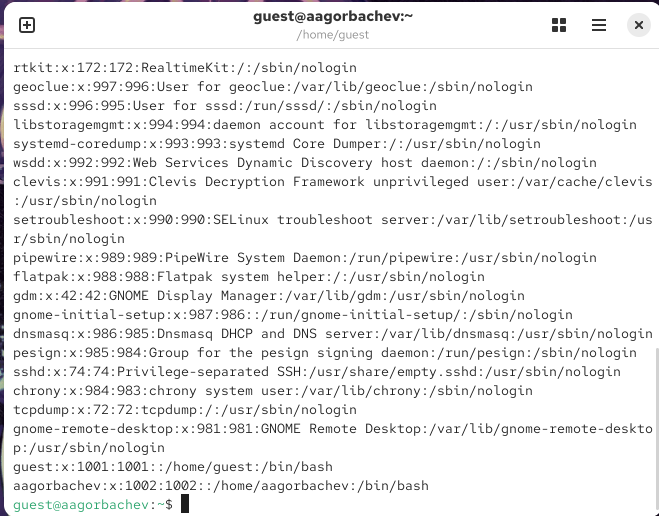 guest@aagorbachev:~
/home/guest
rtkit:x:172:172:RealtimeKit:/:/sbin/nologin
geoclue:x:997:996:User for geoclue:/var/lib/geoclue:/sbin/nologin
sssd:x:996:995:User for sssd:/run/sssd/:/sbin/nologin
libstoragemgmt:x:994:994:daemon account for libstoragemgmt:/:/usr/sbin/nologin
systemd-coredump:x:993:993:systemd Core Dumper:/:/usr/sbin/nologin
wsdd:x:992:992:Web Services Dynamic Discovery host daemon:/:/sbin/nologin
clevis:x:991:991:Clevis Decryption Framework unprivileged user:/var/cache/clevis
:/usr/sbin/nologin
setroubleshoot:x:990:990:SELinux troubleshoot server:/var/lib/setroubleshoot:/us
r/sbin/nologin
pipewire:x:989:989:PipeWire System Daemon:/run/pipewire:/usr/sbin/nologin
flatpak:x:988:988:Flatpak system helper:/:/usr/sbin/nologin
gdm:x:42:42:GNOME Display Manager:/var/lib/gdm:/usr/sbin/nologin
gnome-initial-setup:x:987:986::/run/gnome-initial-setup/:/sbin/nologin
dnsmasq:x:986:985:Dnsmasq DHCP and DNS server:/var/lib/dnsmasq:/usr/sbin/nologin
pesign:x:985:984:Group for the pesign signing daemon:/run/pesign:/sbin/nologin
sshd:x:74:74:Privilege-separated SSH:/usr/share/empty.sshd:/usr/sbin/nologin
chrony:x:984:983:chrony system user:/var/lib/chrony:/sbin/nologin
tcpdump:x:72:72:tcpdump:/:/usr/sbin/nologin
gnome-remote-desktop:x:981:981:GNOME Remote Desktop:/var/lib/gnome-remote-deskto
p:/usr/sbin/nologin
guest:x:1001:1001::/home/guest:/bin/bash
aagorbachev:x:1002:1002::/home/aagorbachev:/bin/bash
guest@aagorbachev:~$